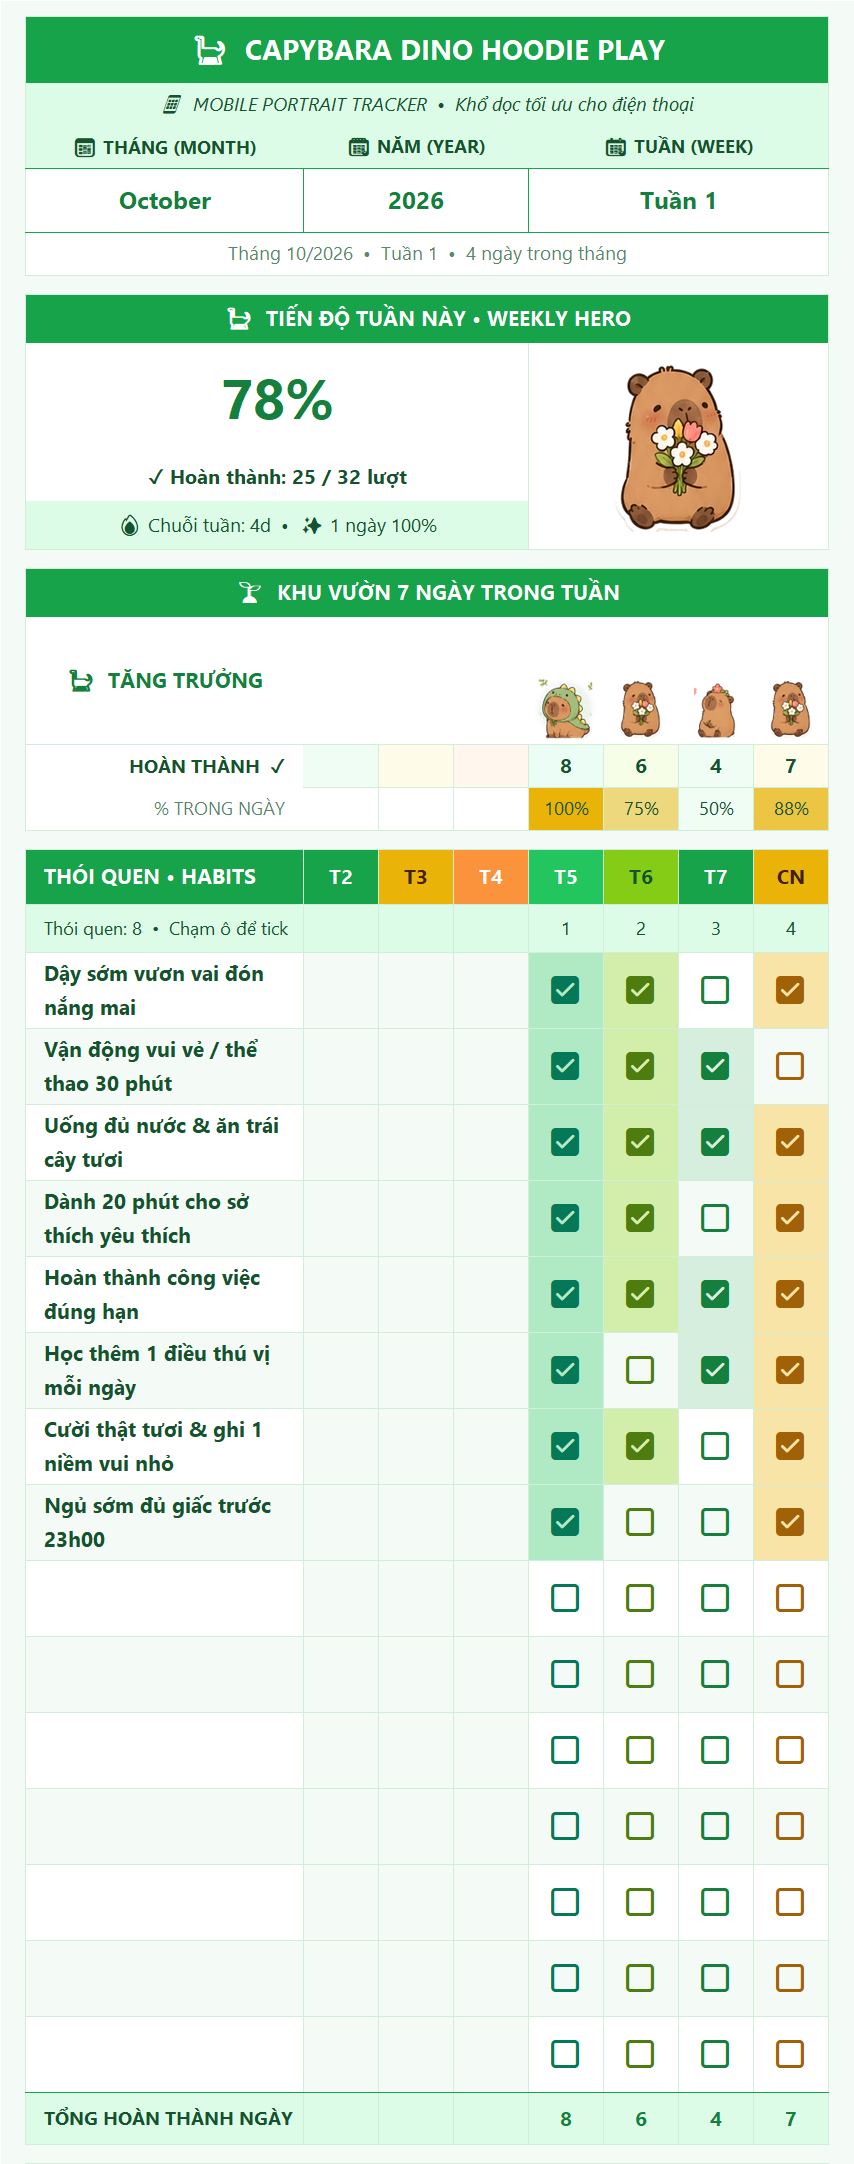 CAPYBARA DINO HOODIE PLAY
MOBILE PORTRAIT TRACKER • Khổ dọc tối ưu cho điện thoại
THÁNG (MONTH) NĂM (YEAR) TUẦN (WEEK)
October 2026 Tuần 1
Tháng 10/2026 • Tuần 1 • 4 ngày trong tháng
TIẾN ĐỘ TUẦN NÀY • WEEKLY HERO
78%
✓ Hoàn thành: 25 / 32 lượt
Chuỗi tuần: 4d • ✨ 1 ngày 100%
KHU VƯỜN 7 NGÀY TRONG TUẦN
TĂNG TRƯỞNG
HOÀN THÀNH ✓ 8 6 4 7
% TRONG NGÀY 100% 75% 50% 88%
THÓI QUEN • HABITS T2 T3 T4 T5 T6 T7 CN
Thói quen: 8 • Chạm ô để tick 1 2 3 4
Dậy sớm vươn vai đón
nắng mai
Vận động vui vẻ / thể
thao 30 phút
Uống đủ nước & ăn trái
cây tươi
Dành 20 phút cho sở
thích yêu thích
Hoàn thành công việc
đúng hạn
Học thêm 1 điều thú vị
mỗi ngày
Cười thật tươi & ghi 1
niềm vui nhỏ
Ngủ sớm đủ giấc trước
23h00
TỔNG HOÀN THÀNH NGÀY 8 6 4 7